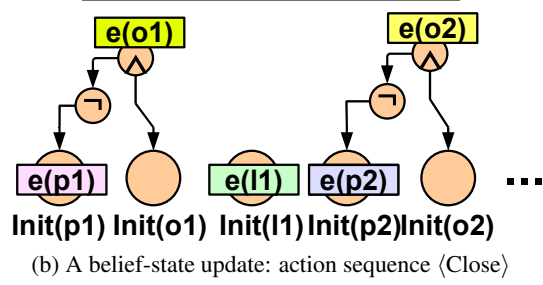 e(o1) e(o2)
∧ ∧
¬ ¬
e(p1) e(l1) e(p2) ...
Init(p1) Init(o1) Init(l1) Init(p2) Init(o2)
(b) A belief-state update: action sequence ⟨Close⟩